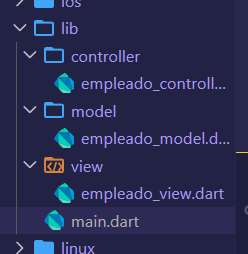 ios
lib
controller
empleado_controll...
model
empleado_model.d...
view
empleado_view.dart
main.dart
linux